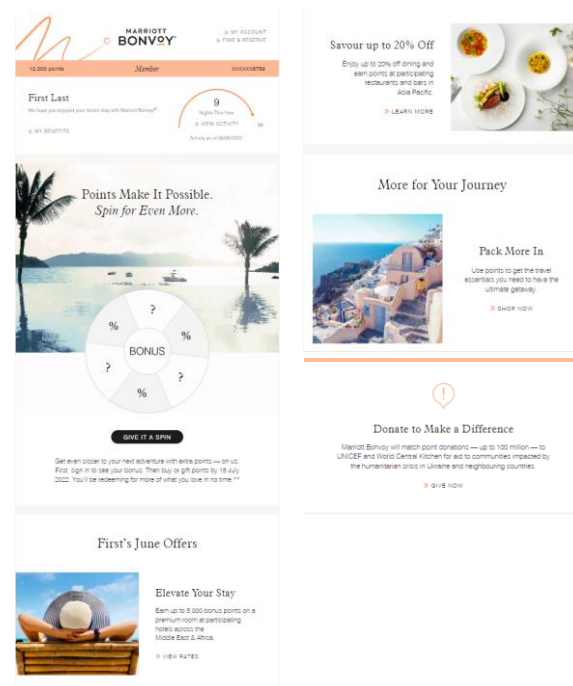 MARRIOTT
BONVOY™
» MY ACCOUNT
» FIND & RESERVE
12,000 points
Member
XXXXXX8789
First Last
We hope you enjoyed your recent stay with Marriott Bonvoy®.
» MY BENEFITS
9
Nights This Year
» VIEW ACTIVITY
Activity as of
Points Make It Possible.
Spin for Even More.
?
%
%
?
BONUS
?
%
GIVE IT A SPIN
Get even closer to your next adventure with extra points — on us.
First, sign in to see your bonus. Then buy or gift points by 15 July
2022. You'll be redeeming for more of what you love in no time.**
First's June Offers
Elevate Your Stay
Earn up to 5,000 bonus points on a
premium room at participating
hotels across the
Middle East & Africa.
» VIEW RATES
Savour up to 20% Off
Enjoy up to 20% off dining and
earn points at participating
restaurants and bars in
Asia Pacific.
» LEARN MORE
More for Your Journey
Pack More In
Use points to get the travel
essentials you need to have the
ultimate getaway.
» SHOP NOW
Donate to Make a Difference
Marriott Bonvoy will match point donations — up to 100 million — to
UNICEF and World Central Kitchen for aid to communities impacted by
the humanitarian crisis in Ukraine and neighbouring countries.
» GIVE NOW